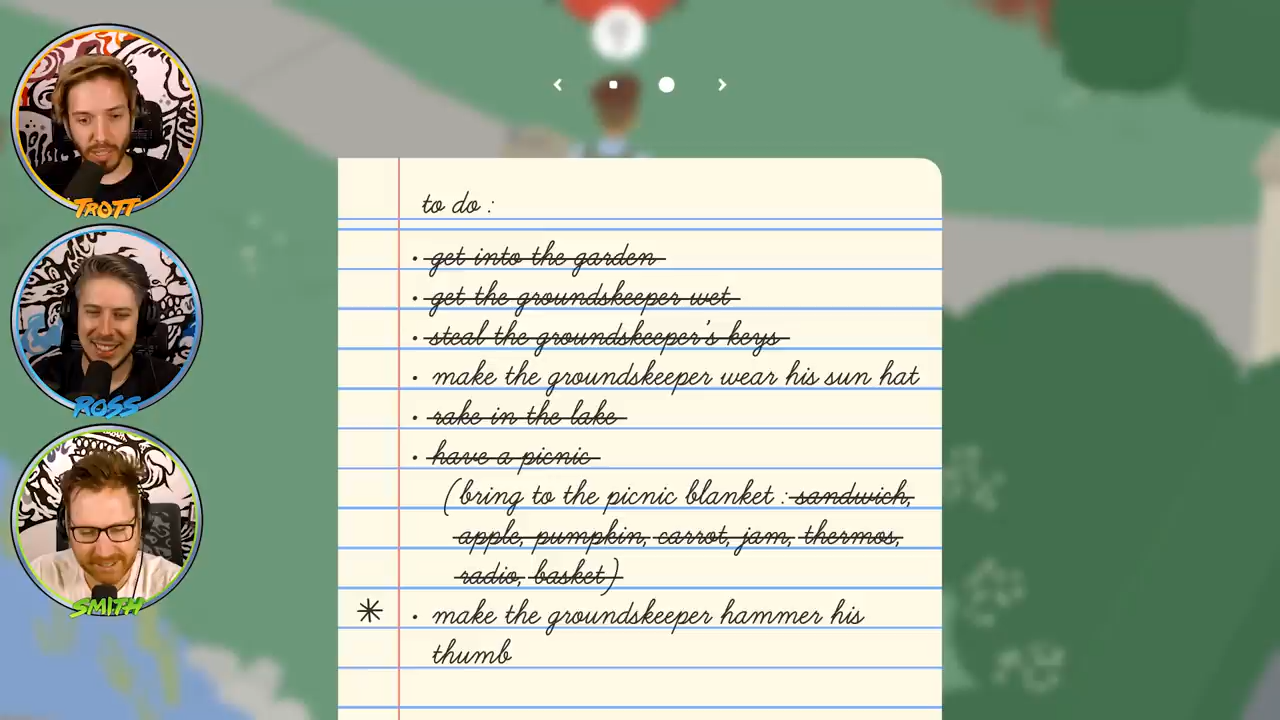 TROTT
ROSS
SMITH
to do :
• get into the garden
• get the groundskeeper wet
• steal the groundskeeper's keys
• make the groundskeeper wear his sun hat
• rake in the lake
• have a picnic
(bring to the picnic blanket : sandwich,
apple, pumpkin, carrot, jam, thermos,
radio, basket)
• make the groundskeeper hammer his
thumb